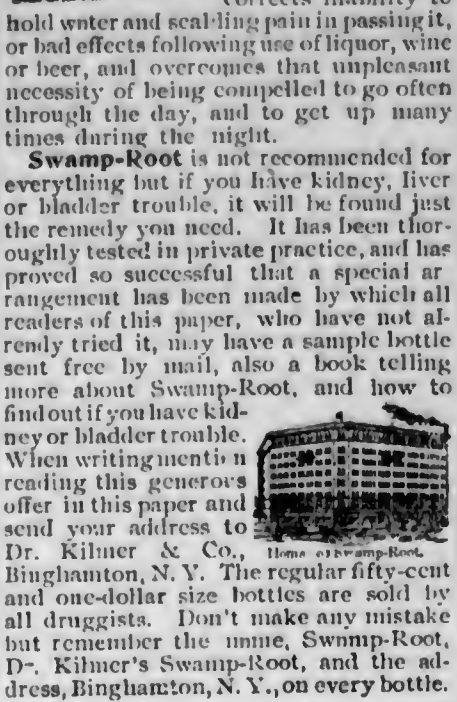 corrects inability to
hold water and scalding pain in passing it,
or bad effects following use of liquor, wine
or beer, and overcomes that unpleasant
necessity of being compelled to go often
through the day, and to get up many
times during the night.
Swamp-Root is not recommended for
everything but if you have kidney, liver
or bladder trouble, it will be found just
the remedy you need. It has been thor-
oughly tested in private practice, and has
proved so successful that a special ar
rangement has been made by which all
readers of this paper, who have not al-
ready tried it, may have a sample bottle
sent free by mail, also a book telling
more about Swamp-Root, and how to
find out if you have kid-
ney or bladder trouble.
When writing mention
reading this generous
offer in this paper and
send your address to
Dr. Kilmer & Co.,
Home of Swamp-Root.
Binghamton, N. Y. The regular fifty-cent
and one-dollar size bottles are sold by
all druggists. Don't make any mistake
but remember the name, Swamp-Root,
Dr. Kilmer's Swamp-Root, and the ad-
dress, Binghamton, N. Y., on every bottle.